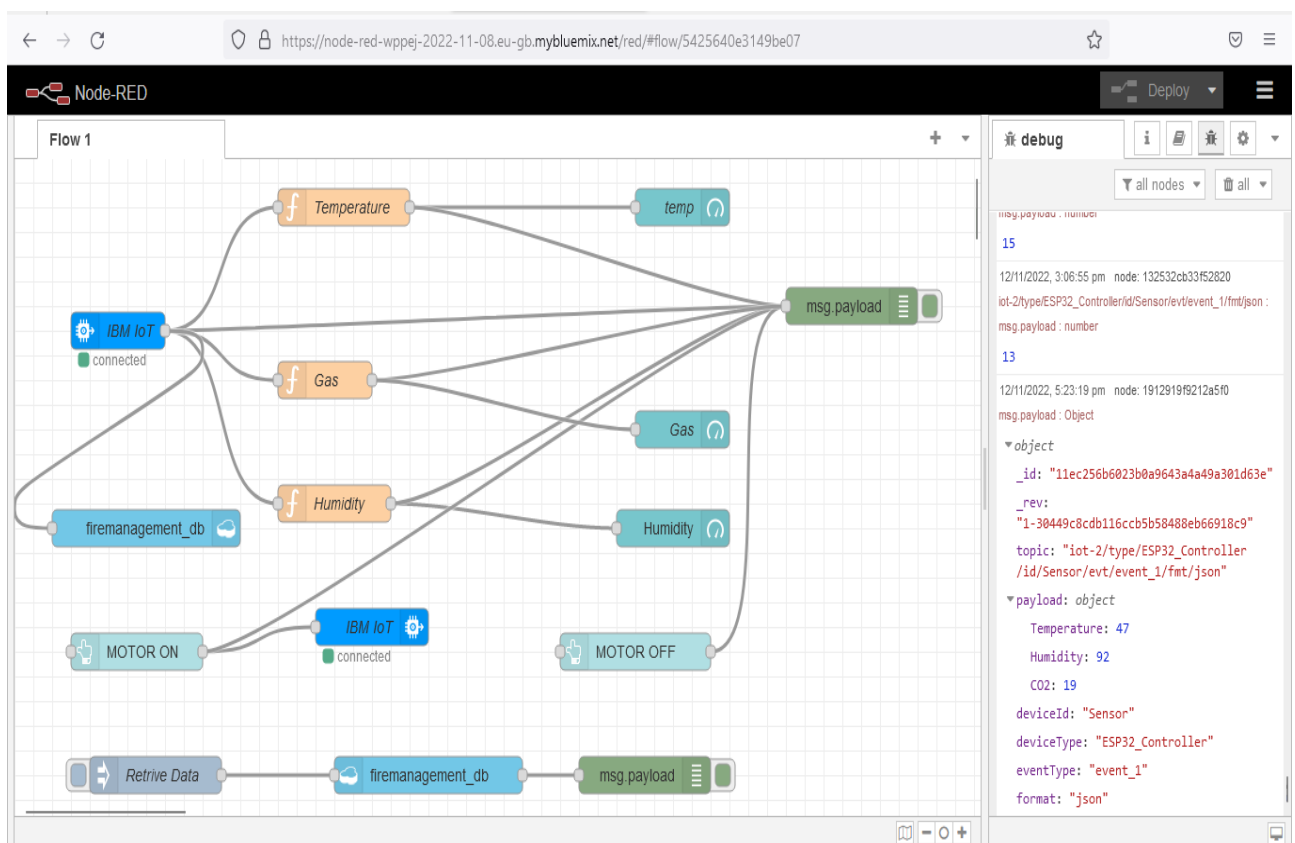 https://node-red-wppej-2022-11-08.eu-gb.mybluemix.net/red/#flow/5425640e3149be07
Node-RED
Deploy
Flow 1
Temperature
temp
IBM IoT
connected
msg.payload
Gas
Gas
Humidity
Humidity
firemanagement_db
IBM IoT
connected
MOTOR ON
MOTOR OFF
Retrive Data
firemanagement_db
msg.payload
debug
i
all nodes
all
msg.payload : number
15
12/11/2022, 3:06:55 pm node: 132532cb33f52820
iot-2/type/ESP32_Controller/id/Sensor/evt/event_1/fmt/json :
msg.payload : number
13
12/11/2022, 5:23:19 pm node: 1912919f9212a5f0
msg.payload : Object
object
_id: "11ec256b6023b0a9643a4a49a301d63e"
_rev:
"1-30449c8cdb116ccb5b58488eb66918c9"
topic: "iot-2/type/ESP32_Controller
/id/Sensor/evt/event_1/fmt/json"
payload: object
Temperature: 47
Humidity: 92
CO2: 19
deviceId: "Sensor"
deviceType: "ESP32_Controller"
eventType: "event_1"
format: "json"